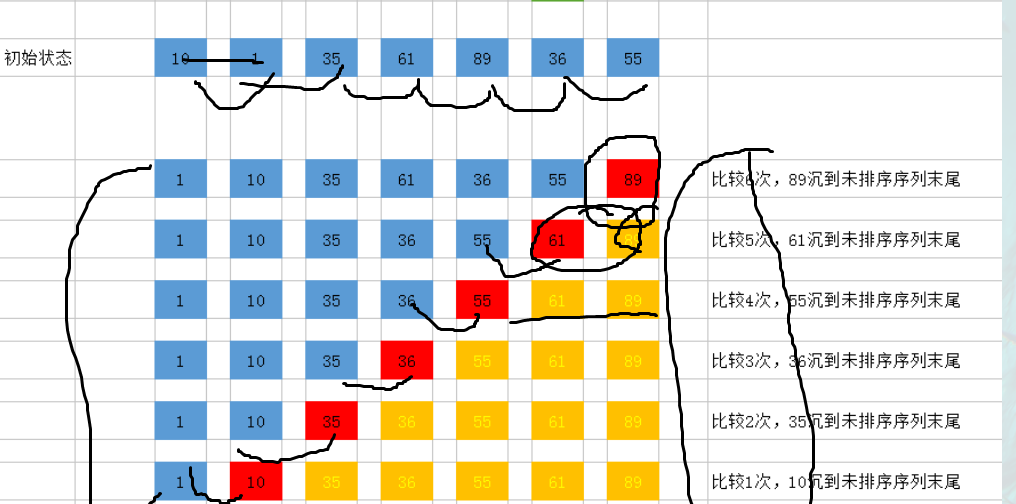 初始状态 10 1 35 61 89 36 55
1 10 35 61 36 55 89 比较6次，89沉到未排序序列末尾
1 10 35 36 55 61 比较5次，61沉到未排序序列末尾
1 10 35 36 55 61 89 比较4次，55沉到未排序序列末尾
1 10 35 36 55 61 89 比较3次，36沉到未排序序列末尾
1 10 35 36 55 61 89 比较2次，35沉到未排序序列末尾
1 10 35 36 55 61 89 比较1次，10沉到未排序序列末尾